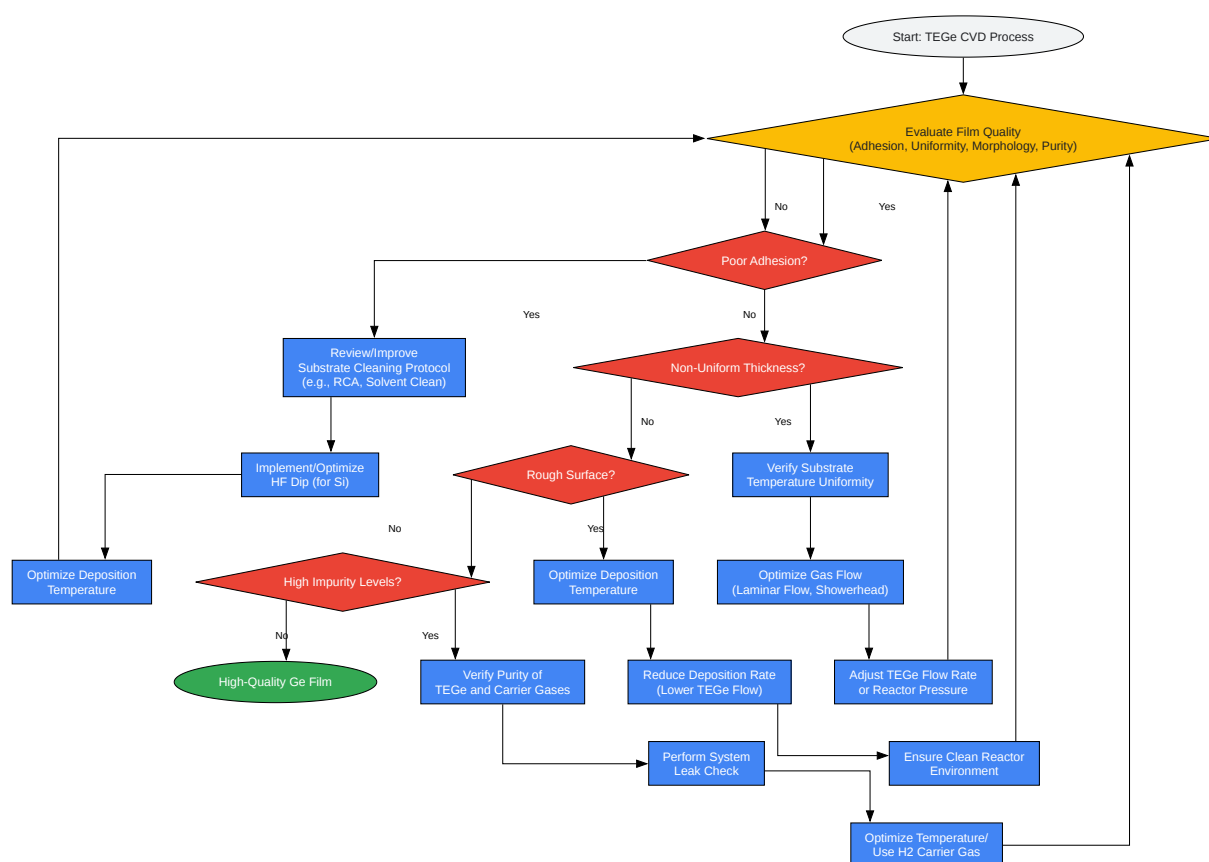 Start: TEGe CVD Process
Evaluate Film Quality
(Adhesion, Uniformity, Morphology, Purity)
No
Yes
Poor Adhesion?
Yes
No
Review/Improve
Substrate Cleaning Protocol
(e.g., RCA, Solvent Clean)
Non-Uniform Thickness?
No
Yes
Implement/Optimize
HF Dip (for Si)
Rough Surface?
Verify Substrate
Temperature Uniformity
No
Yes
Optimize Deposition
Temperature
High Impurity Levels?
Optimize Deposition
Temperature
Optimize Gas Flow
(Laminar Flow, Showerhead)
No
Yes
High-Quality Ge Film
Verify Purity of
TEGe and Carrier Gases
Reduce Deposition Rate
(Lower TEGe Flow)
Adjust TEGe Flow Rate
or Reactor Pressure
Perform System
Leak Check
Ensure Clean Reactor
Environment
Optimize Temperature/
Use H2 Carrier Gas